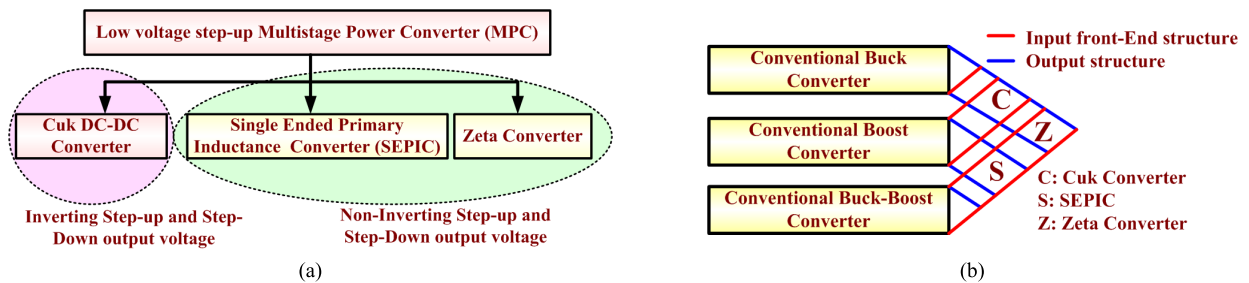 Low voltage step-up Multistage Power Converter (MPC)
Cuk DC-DC
Converter
Single Ended Primary
Inductance Converter (SEPIC)
Zeta Converter
Inverting Step-up and Step-
Down output voltage
Non-Inverting Step-up and
Step-Down output voltage
(a)
Conventional Buck
Converter
Conventional Boost
Converter
Conventional Buck-Boost
Converter
Input front-End structure
Output structure
C
Z
S
C: Cuk Converter
S: SEPIC
Z: Zeta Converter
(b)